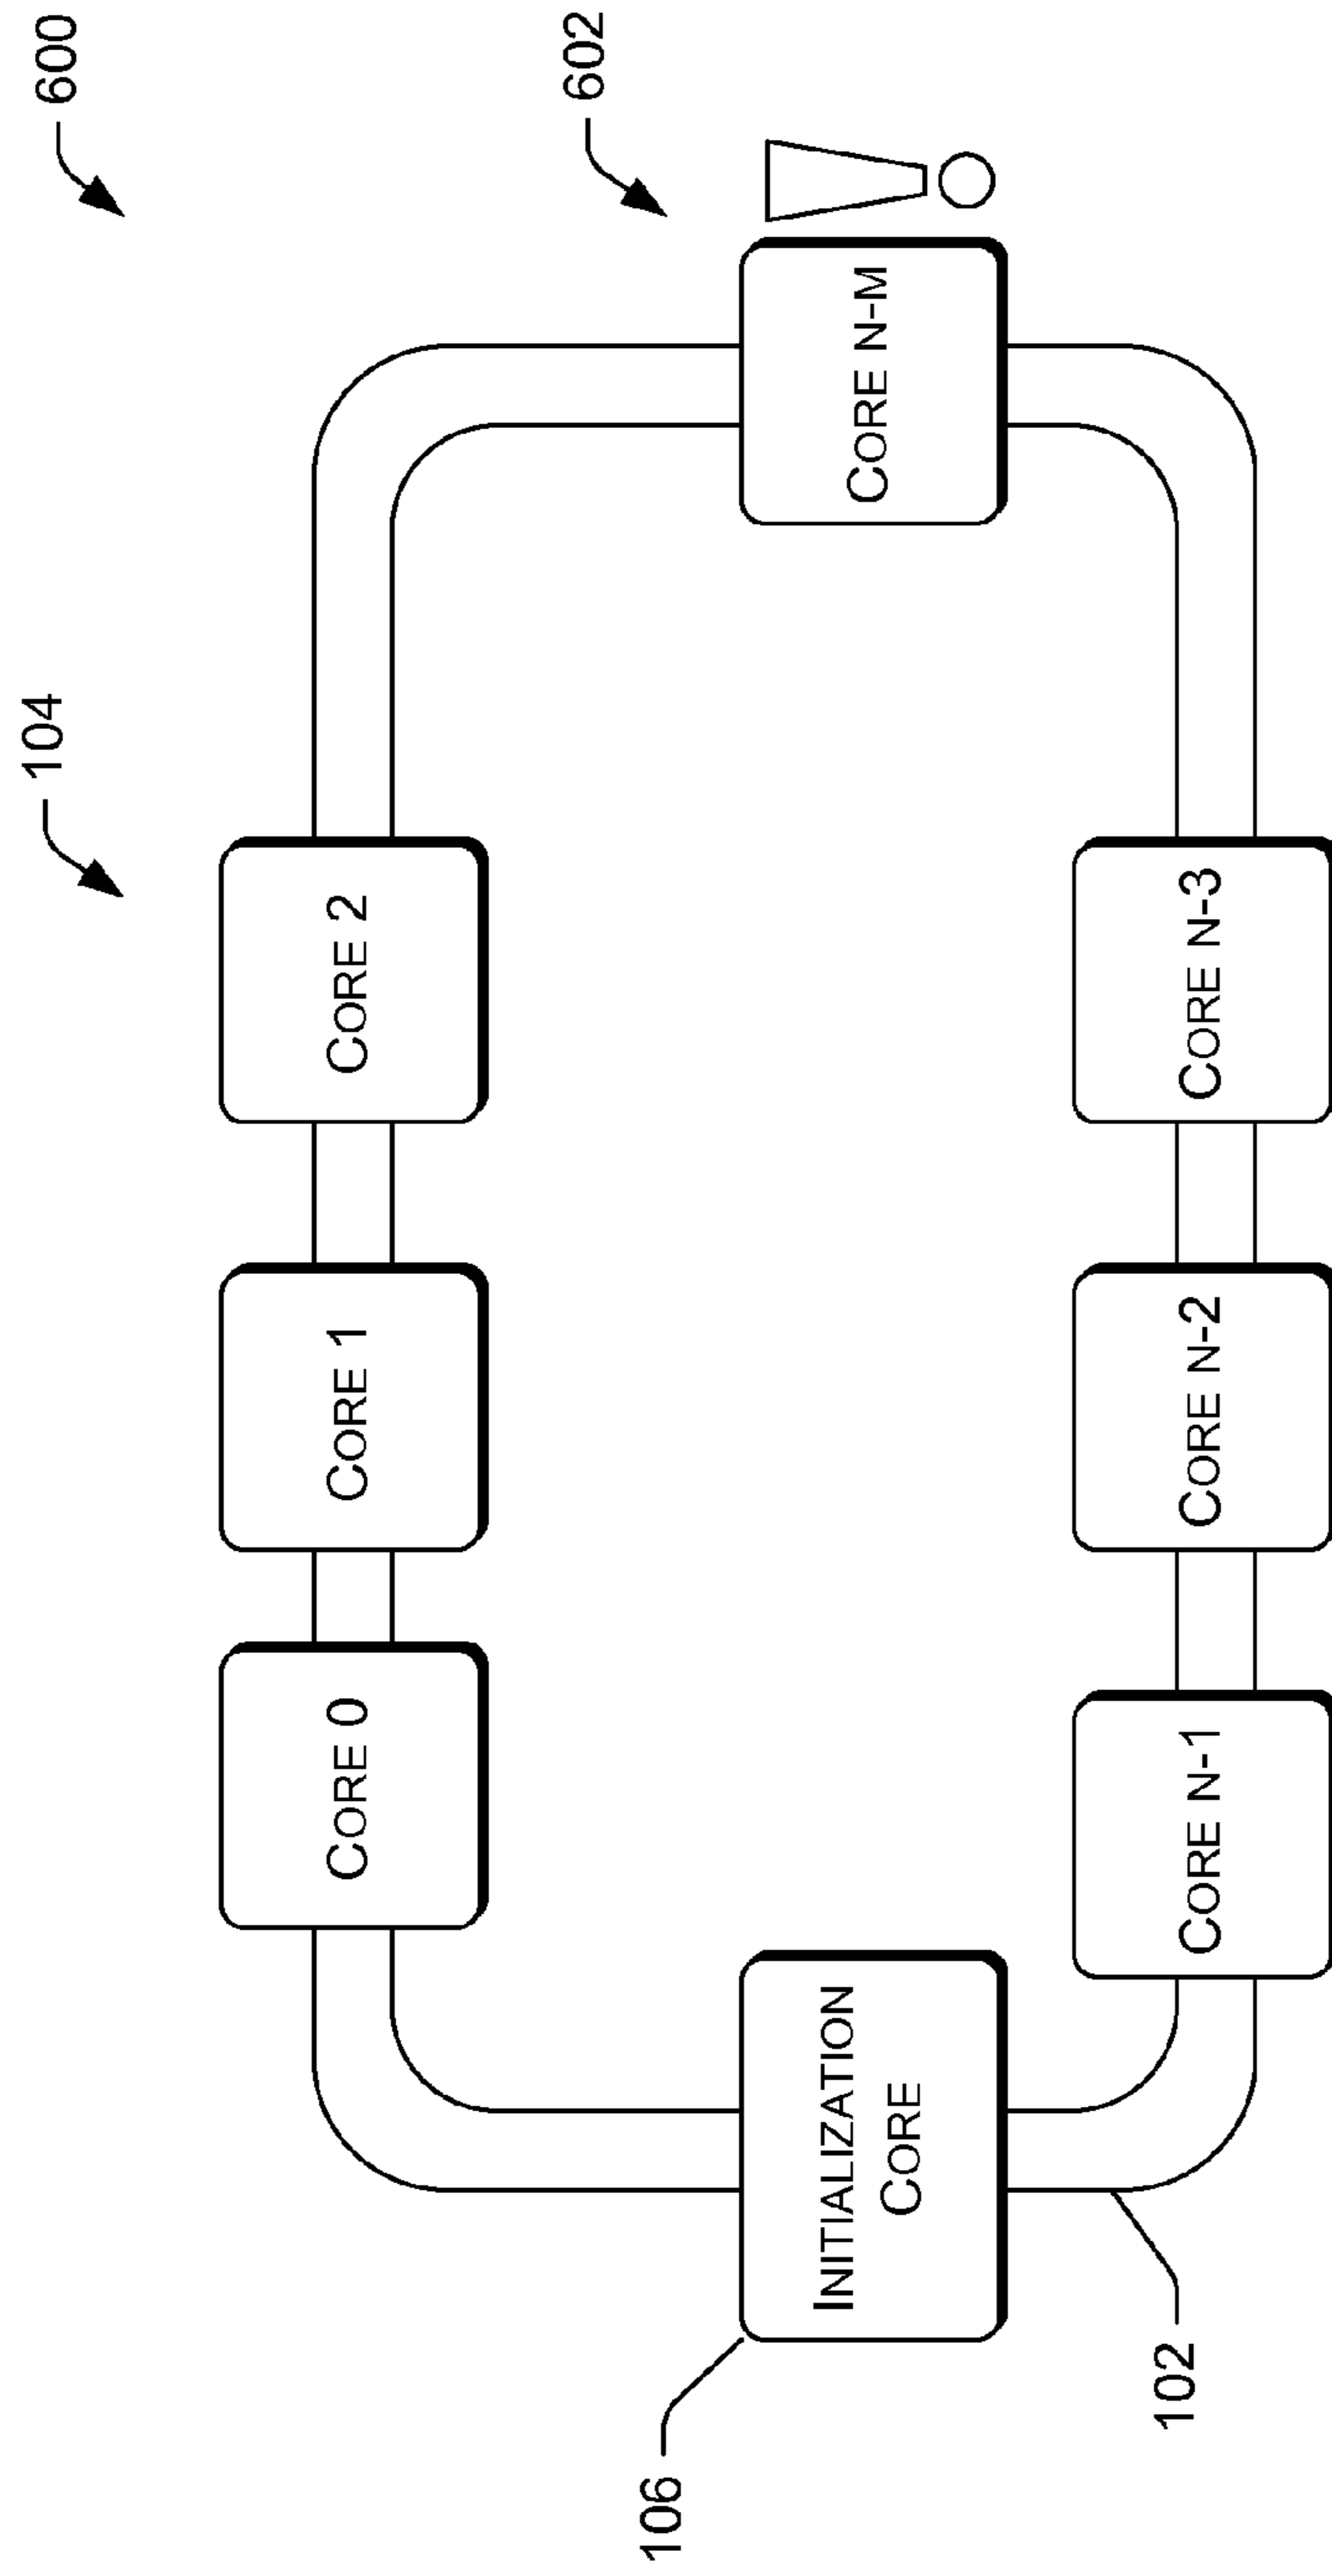 600
104
602
CORE 0
CORE 1
CORE 2
106
INITIALIZATION
CORE
CORE N-M
!
102
CORE N-1
CORE N-2
CORE N-3